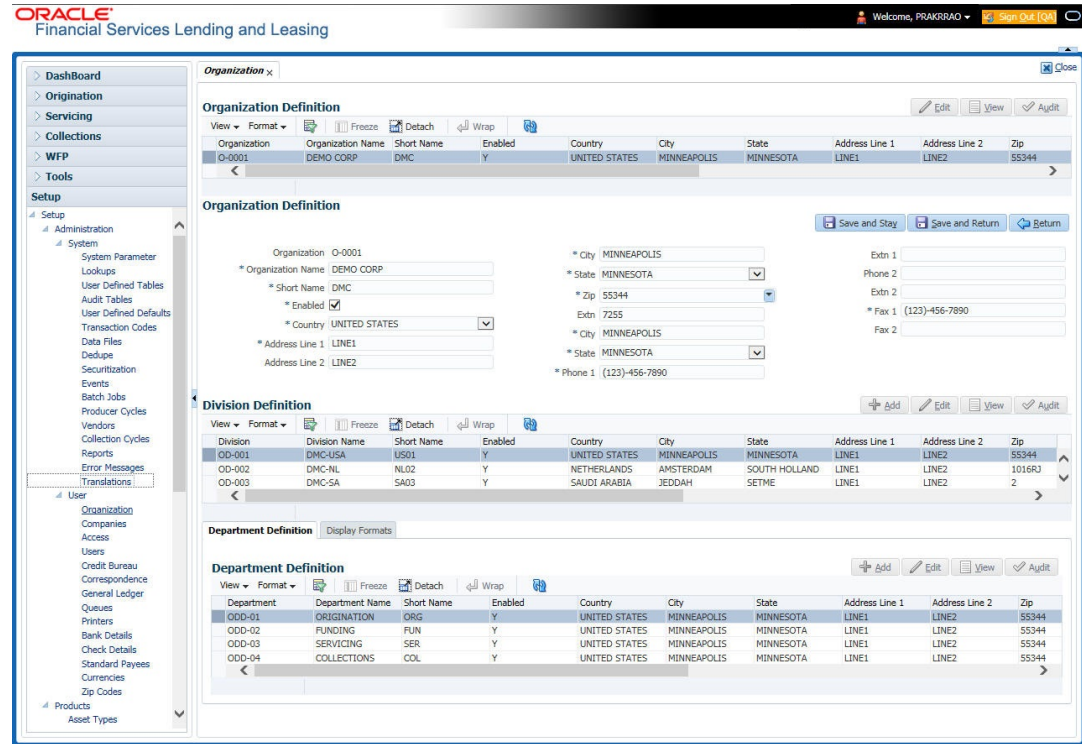 ORACLE
Financial Services Lending and Leasing
Welcome, PRAKRRAO
Sign Out [QA]
DashBoard
Origination
Servicing
Collections
WFP
Tools
Setup
Setup
Administration
System
System Parameter
Lookups
User Defined Tables
Audit Tables
User Defined Defaults
Transaction Codes
Data Files
Dedupe
Securitization
Events
Batch Jobs
Producer Cycles
Vendors
Collection Cycles
Reports
Error Messages
Translations
User
Organization
Companies
Access
Users
Credit Bureau
Correspondence
General Ledger
Queues
Printers
Bank Details
Check Details
Standard Payees
Currencies
Zip Codes
Products
Asset Types
Organization x
Close
Organization Definition
Edit View Audit
View Format Freeze Detach Wrap
Organization Organization Name Short Name Enabled Country City State Address Line 1 Address Line 2 Zip
O-0001 DEMO CORP DMC Y UNITED STATES MINNEAPOLIS MINNESOTA LINE1 LINE2 55344
Organization Definition
Save and Stay Save and Return Return
Organization O-0001
* Organization Name DEMO CORP
* Short Name DMC
* Enabled
* Country UNITED STATES
* Address Line 1 LINE1
Address Line 2 LINE2
* City MINNEAPOLIS
* State MINNESOTA
* Zip 55344
Extn 7255
* City MINNEAPOLIS
* State MINNESOTA
* Phone 1 (123)-456-7890
Extn 1
Phone 2
Extn 2
* Fax 1 (123)-456-7890
Fax 2
Division Definition
Add Edit View Audit
View Format Freeze Detach Wrap
Division Division Name Short Name Enabled Country City State Address Line 1 Address Line 2 Zip
OD-001 DMC-USA US01 Y UNITED STATES MINNEAPOLIS MINNESOTA LINE1 LINE2 55344
OD-002 DMC-NL NL02 Y NETHERLANDS AMSTERDAM SOUTH HOLLAND LINE1 LINE2 1016RJ
OD-003 DMC-SA SA03 Y SAUDI ARABIA JEDDAH SETME LINE1 LINE2 2
Department Definition Display Formats
Department Definition
Add Edit View Audit
View Format Freeze Detach Wrap
Department Department Name Short Name Enabled Country City State Address Line 1 Address Line 2 Zip
ODD-01 ORIGINATION ORG Y UNITED STATES MINNEAPOLIS MINNESOTA LINE1 LINE2 55344
ODD-02 FUNDING FUN Y UNITED STATES MINNEAPOLIS MINNESOTA LINE1 LINE2 55344
ODD-03 SERVICING SER Y UNITED STATES MINNEAPOLIS MINNESOTA LINE1 LINE2 55344
ODD-04 COLLECTIONS COL Y UNITED STATES MINNEAPOLIS MINNESOTA LINE1 LINE2 55344